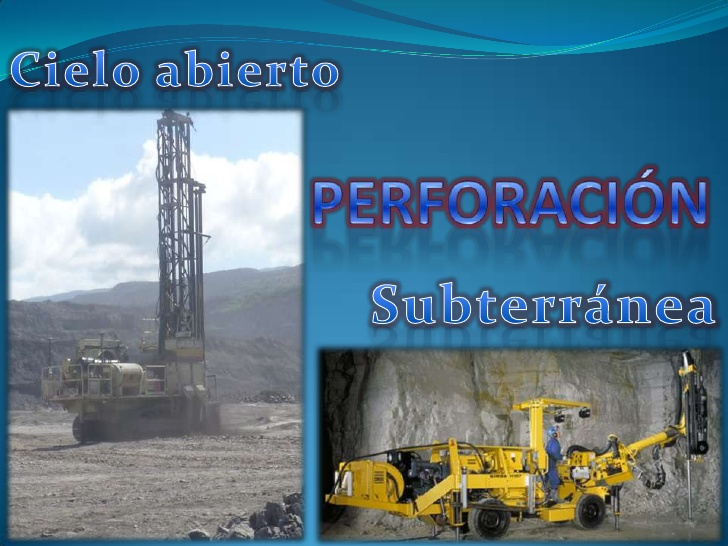 Cielo abierto
PERFORACIÓN
Subterránea